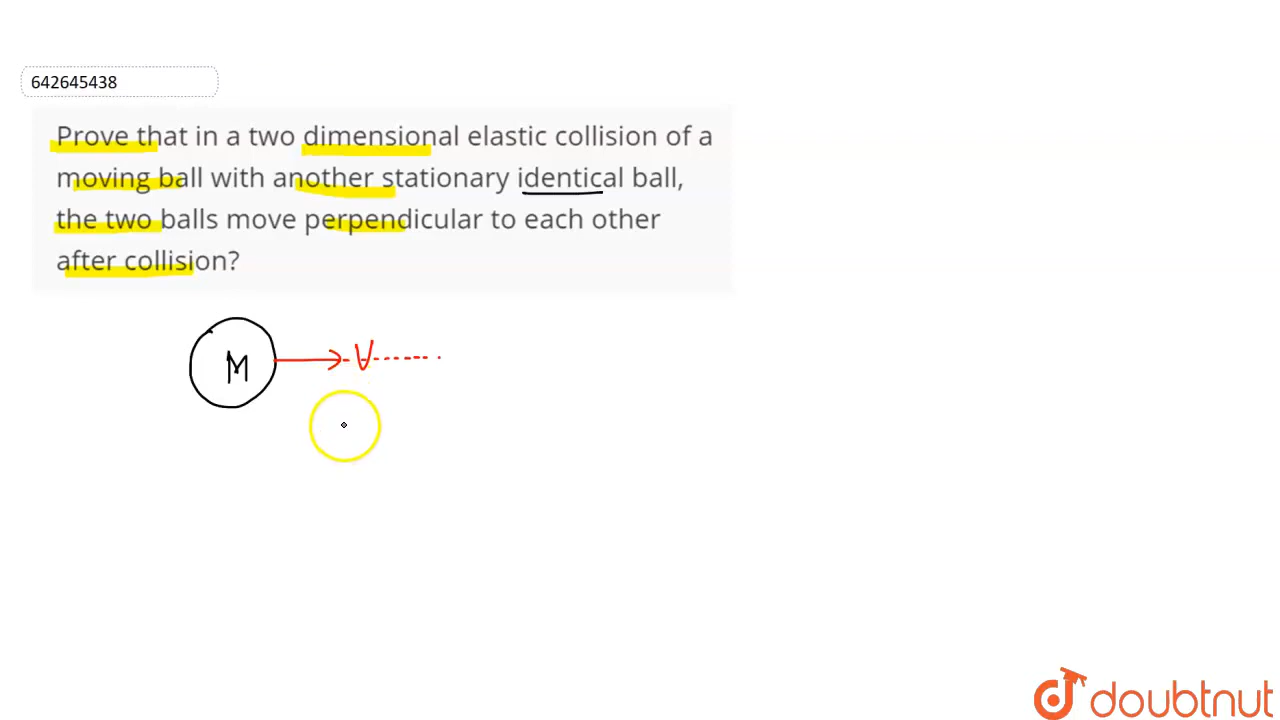 642645438
Prove that in a two dimensional elastic collision of a
moving ball with another stationary identical ball,
the two balls move perpendicular to each other
after collision?
M
V
doubtnut